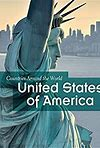 Countries Around the World
United States
of America